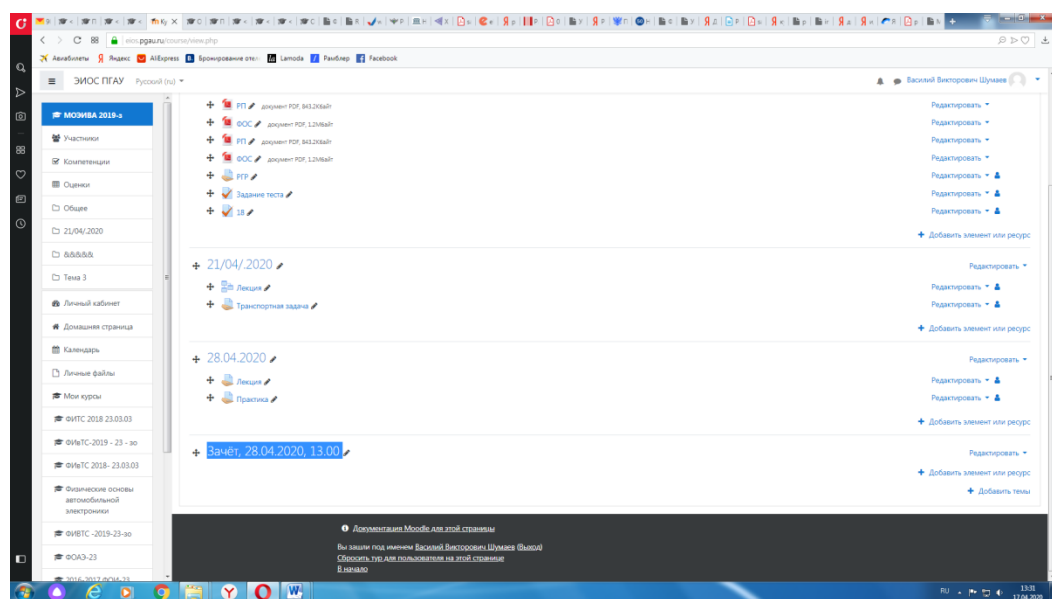 eios.pgau.ru/course/view.php
Авиабилеты Яндекс AliExpress Бронирование отел Lamoda Рамблер Facebook
ЭИОС ПГАУ Русский (ru)
Василий Викторович Шумаев
МОЭИВА 2019-з
Участники
Компетенции
Оценки
Общее
21/04/.2020
&&&&&
Тема 3
Личный кабинет
Домашняя страница
Календарь
Личные файлы
Мои курсы
ФИТС 2018 23.03.03
ФИвТС-2019 - 23 - зо
ФИвТС 2018- 23.03.03
Физические основы
автомобильной
электроники
ФИВТС -2019-23-зо
ФОАЭ-23
2016-2017 ФОИ-23
РП документ PDF, 843.2Кбайт Редактировать
ФОС документ PDF, 1.2Мбайт Редактировать
РП документ PDF, 843.2Кбайт Редактировать
ФОС документ PDF, 1.2Мбайт Редактировать
РГР Редактировать
Задание теста Редактировать
18 Редактировать
+ Добавить элемент или ресурс
21/04/.2020 Редактировать
Лекция Редактировать
Транспортная задача Редактировать
+ Добавить элемент или ресурс
28.04.2020 Редактировать
Лекция Редактировать
Практика Редактировать
+ Добавить элемент или ресурс
Зачёт, 28.04.2020, 13.00 Редактировать
+ Добавить элемент или ресурс
+ Добавить темы
Документация Moodle для этой страницы
Вы зашли под именем Василий Викторович Шумаев (Выход)
Сбросить тур для пользователя на этой странице
В начало
RU 13:31
17.04.2020